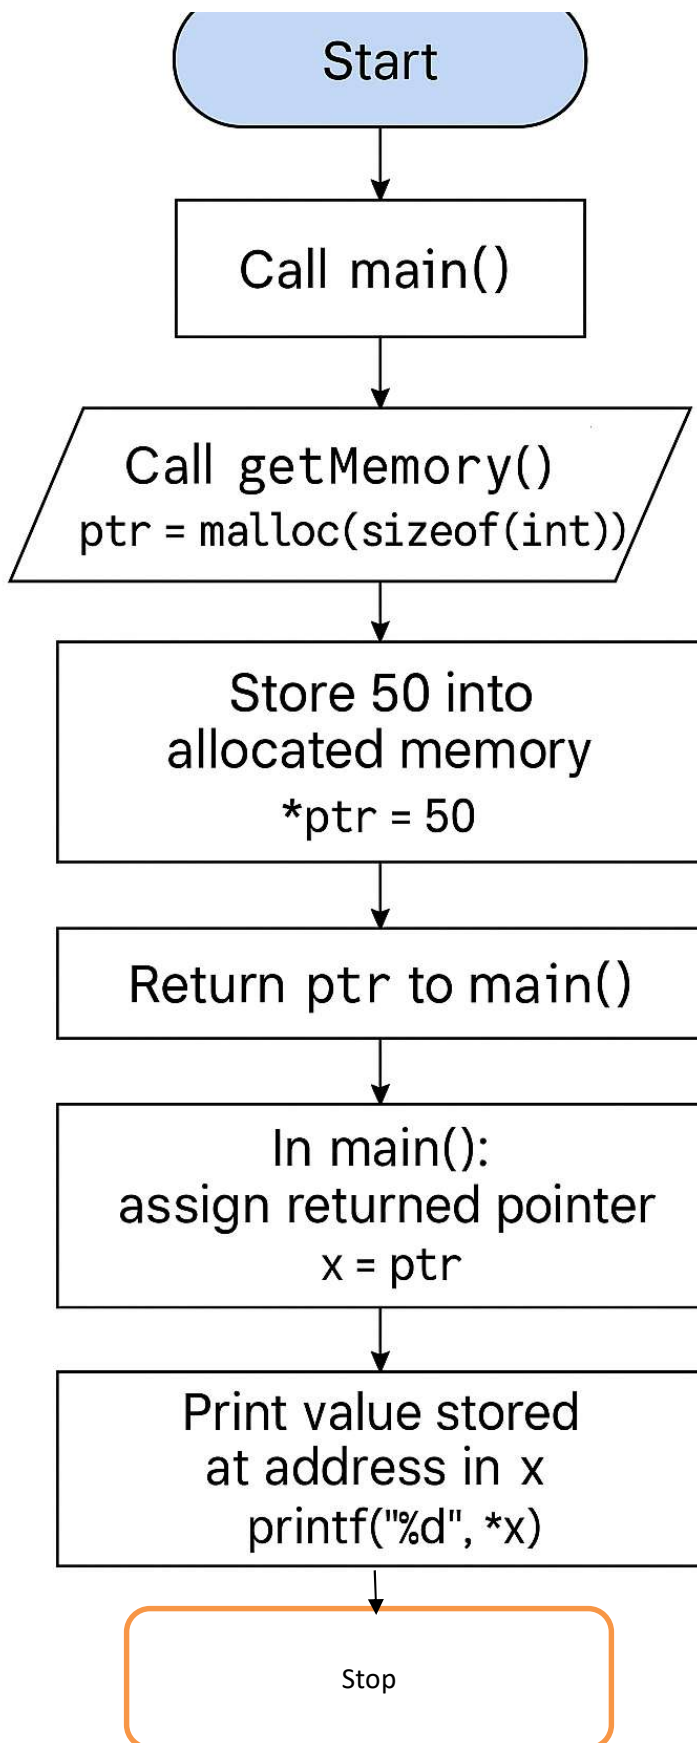 Start
Call main()
Call getMemory()
ptr = malloc(sizeof(int))
Store 50 into
allocated memory
*ptr = 50
Return ptr to main()
In main():
assign returned pointer
x = ptr
Print value stored
at address in x
printf("%d", *x)
Stop